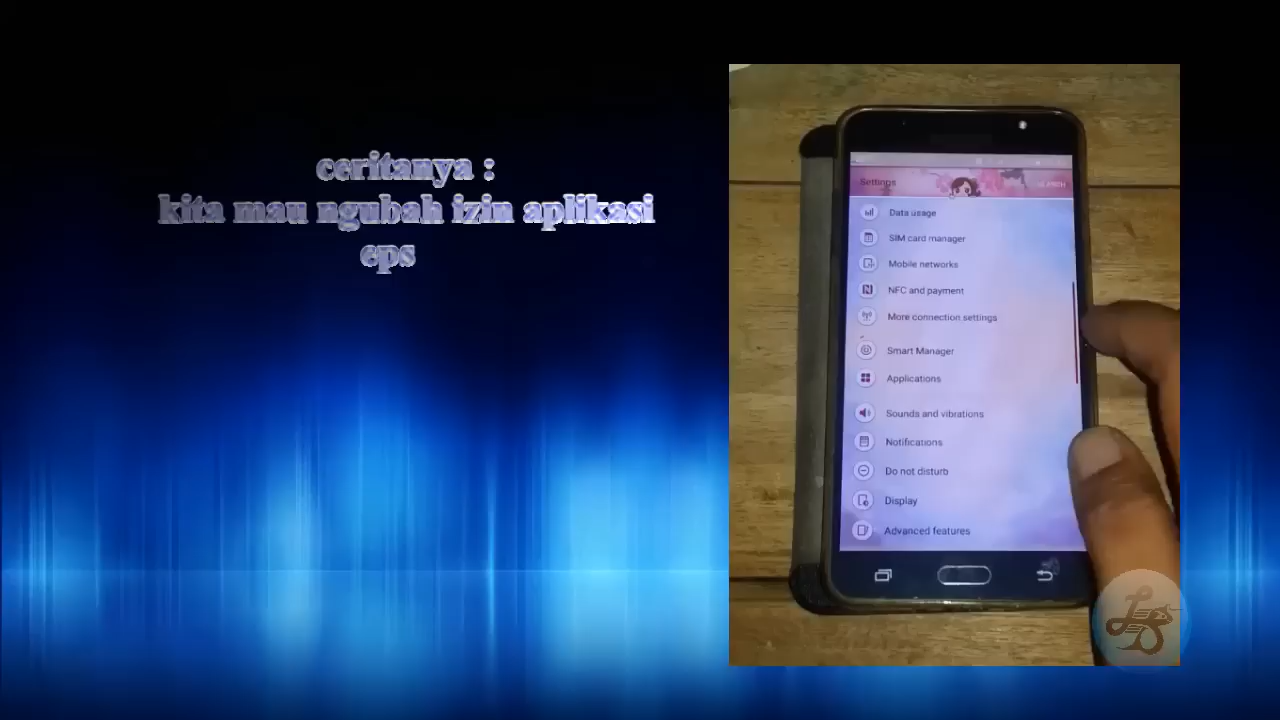 ceritanya :
kita mau ngubah izin aplikasi
eps
Settings
Data usage
SIM card manager
Mobile networks
NFC and payment
More connection settings
Smart Manager
Applications
Sounds and vibrations
Notifications
Do not disturb
Display
Advanced features